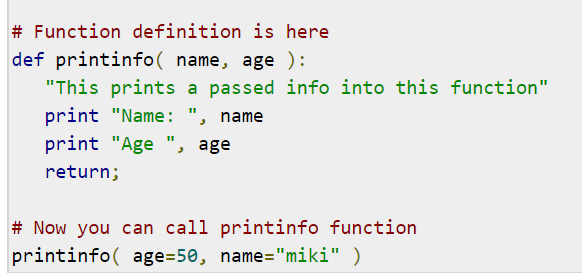 # Function definition is here
def printinfo( name, age ):
"This prints a passed info into this function"
print "Name: ", name
print "Age ", age
return;
# Now you can call printinfo function
printinfo( age=50, name="miki" )